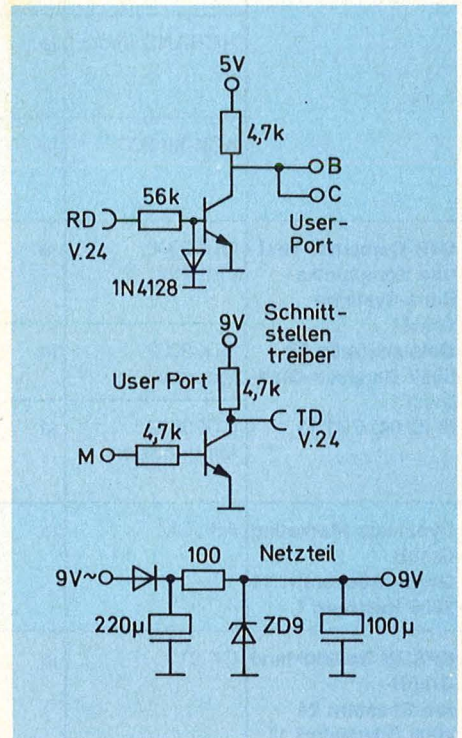 5V
4,7k
B
C
56k
RD
User-
Port
V.24
1N4128
9V
Schnitt-
stellen
treiber
User Port
4,7k
TD
V.24
4,7k
M
100
Netzteil
9V~
9V
220µ
ZD9
100µ